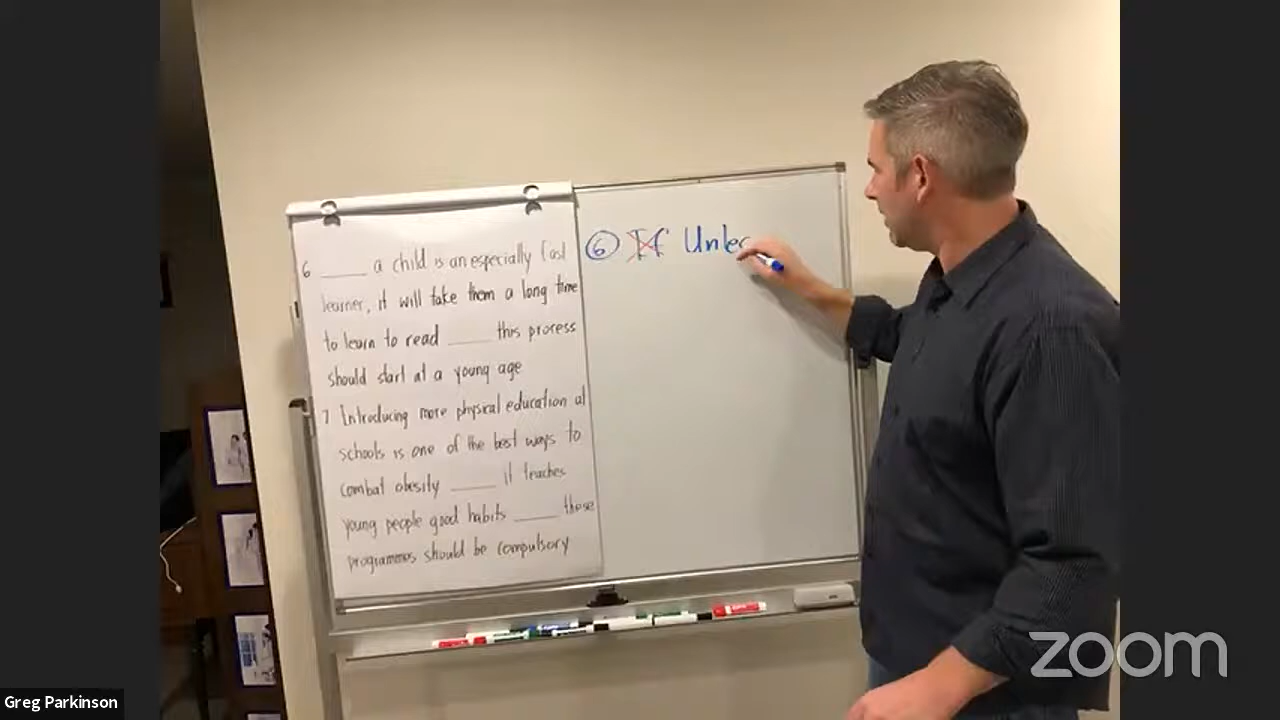 6 _____ a child is an especially fast
learner, it will take them a long time
to learn to read _____ this process
should start at a young age
7 Introducing more physical education at
schools is one of the best ways to
combat obesity _____ it teaches
young people good habits _____ these
programmes should be compulsory
6 If Unles
zoom
Greg Parkinson